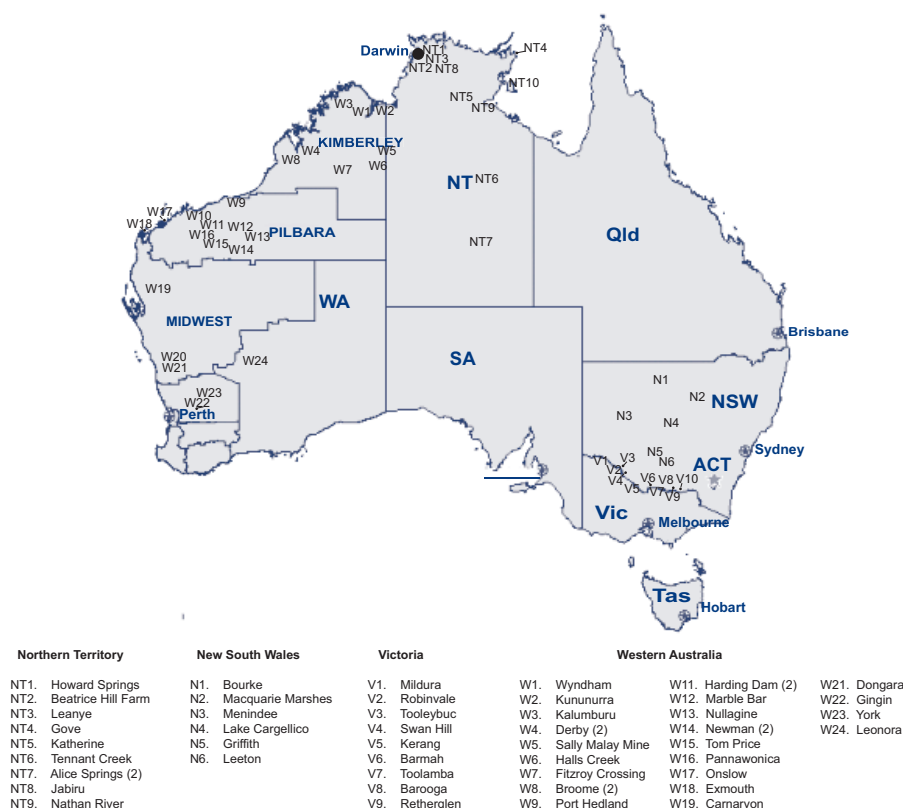 Darwin
NT1
NT4
NT3
NT2 NT8
NT10
NT5
NT9
W3
W1 W2
KIMBERLEY
W4
W5
W8
W6
W7
NT
NT6
W9
W17
W10
W18
W11 W12
W16
W13
PILBARA
W15
W14
NT7
Qld
W19
WA
MIDWEST
Brisbane
W20
W21
W24
SA
N1
W23
W22
N2
NSW
Perth
N3
N4
Sydney
N5
V1
V3
N6
ACT
V2
V4
V5
V6 V8 V10
V7
V9
Vic
Melbourne
Tas
Hobart
Northern Territory
NT1. Howard Springs
NT2. Beatrice Hill Farm
NT3. Leanye
NT4. Gove
NT5. Katherine
NT6. Tennant Creek
NT7. Alice Springs (2)
NT8. Jabiru
NT9. Nathan River
New South Wales
N1. Bourke
N2. Macquarie Marshes
N3. Menindee
N4. Lake Cargellico
N5. Griffith
N6. Leeton
Victoria
V1. Mildura
V2. Robinvale
V3. Tooleybuc
V4. Swan Hill
V5. Kerang
V6. Barmah
V7. Toolamba
V8. Barooga
V9. Retherglen
Western Australia
W1. Wyndham
W2. Kununurra
W3. Kalumburu
W4. Derby (2)
W5. Sally Malay Mine
W6. Halls Creek
W7. Fitzroy Crossing
W8. Broome (2)
W9. Port Hedland
W11. Harding Dam (2)
W12. Marble Bar
W13. Nullagine
W14. Newman (2)
W15. Tom Price
W16. Pannawonica
W17. Onslow
W18. Exmouth
W19. Carnarvon
W21. Dongara
W22. Gingin
W23. York
W24. Leonora